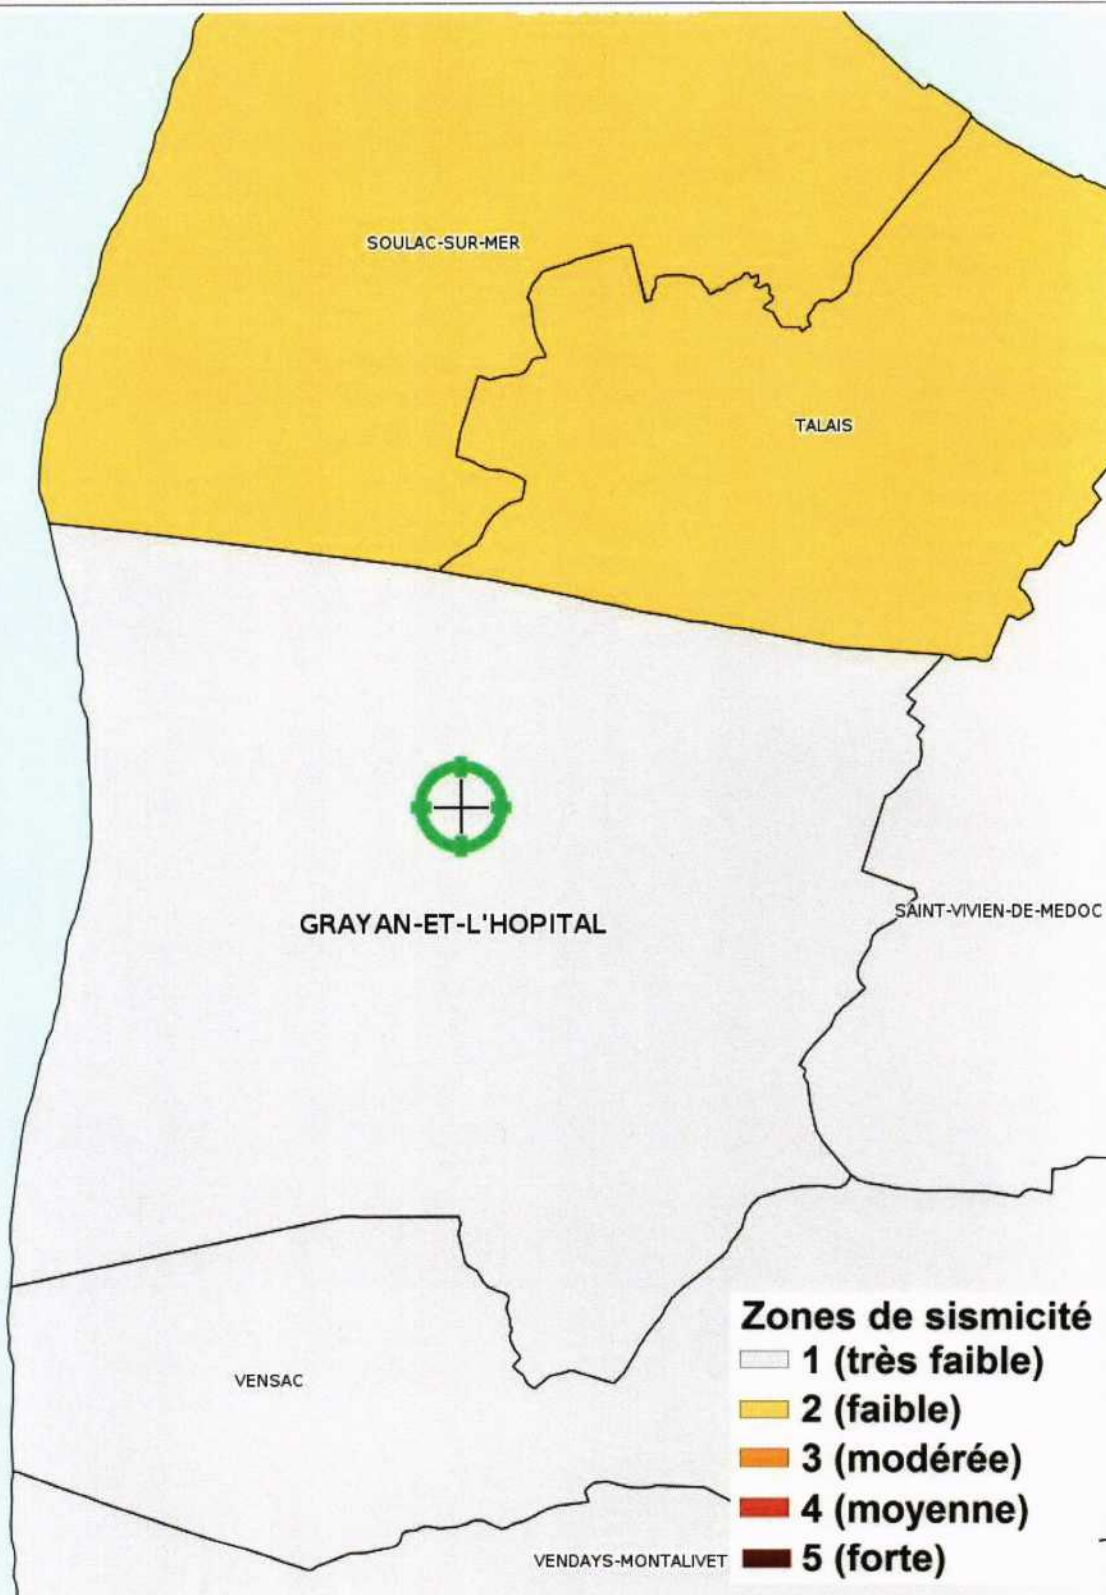 SOULAC-SUR-MER
TALAIS
GRAYAN-ET-L'HOPITAL
SAINT-VIVIEN-DE-MEDOC
VENSAC
VENDAYS-MONTALIVET
Zones de sismicité
1 (très faible)
2 (faible)
3 (modérée)
4 (moyenne)
5 (forte)